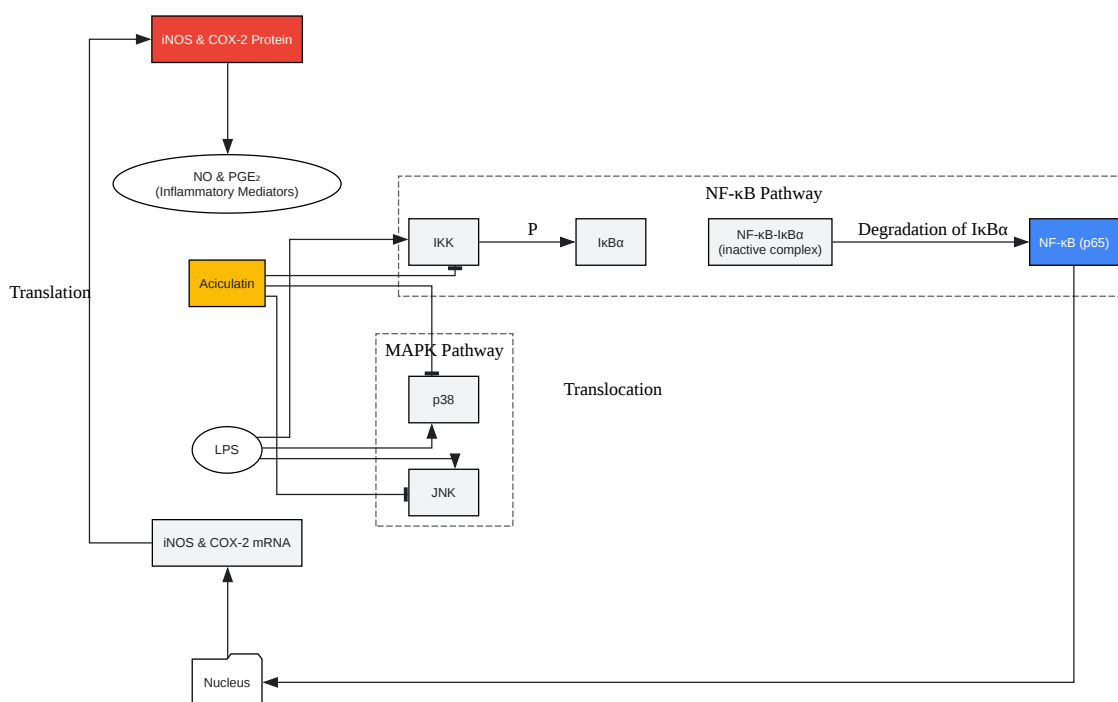 iNOS & COX-2 Protein
NO & PGE₂
(Inflammatory Mediators)
NF-κB Pathway
IKK
P
IκBα
NF-κB-IκBα
(inactive complex)
Degradation of IκBα
NF-κB (p65)
Aciculatin
Translation
MAPK Pathway
p38
Translocation
LPS
JNK
iNOS & COX-2 mRNA
Nucleus